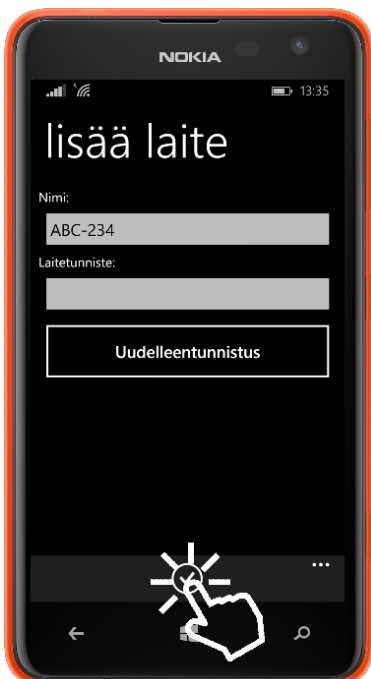 NOKIA
13:35
lisää laite
Nimi:
ABC-234
Laitetunniste:
Uudelleentunnistus